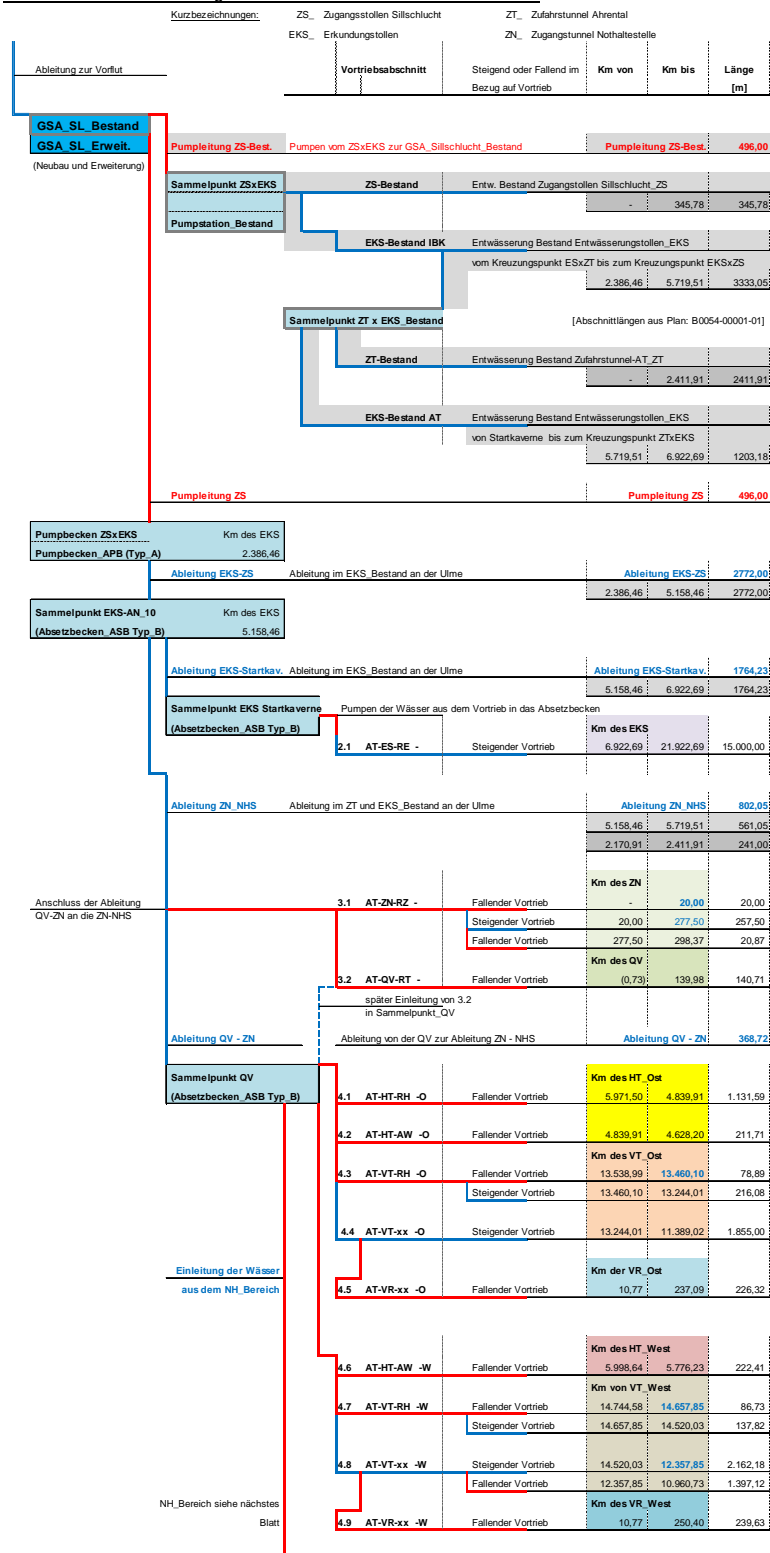 Kurzbezeichnungen: ZS_ Zugangsstollen Sillschlucht ZT_ Zufahrstunnel Ahrental
EKS_ Erkundungstollen ZN_ Zugangstunnel Nothaltestelle
Ableitung zur Vorflut Vortriebsabschnitt Steigend oder Fallend im Km von Km bis Länge
Bezug auf Vortrieb [m]
GSA_SL_Bestand
GSA_SL_Erweit. Pumpleitung ZS-Best. Pumpen vom ZSxEKS zur GSA_Sillschlucht_Bestand Pumpleitung ZS-Best. 496,00
(Neubau und Erweiterung)
Sammelpunkt ZSxEKS ZS-Bestand Entw. Bestand Zugangstollen Sillschlucht_ZS
- 345,78 345,78
Pumpstation_Bestand
EKS-Bestand IBK Entwässerung Bestand Entwässerungstollen_EKS
vom Kreuzungspunkt ESxZT bis zum Kreuzungspunkt EKSxZS
2.386,46 5.719,51 3333,05
Sammelpunkt ZT x EKS_Bestand [Abschnittlängen aus Plan: B0054-00001-01]
ZT-Bestand Entwässerung Bestand Zufahrstunnel-AT_ZT
- 2.411,91 2411,91
EKS-Bestand AT Entwässerung Bestand Entwässerungstollen_EKS
von Startkaverne bis zum Kreuzungspunkt ZTxEKS
5.719,51 6.922,69 1203,18
Pumpleitung ZS Pumpleitung ZS 496,00
Pumpbecken ZSxEKS Km des EKS
Pumpbecken_APB (Typ_A) 2.386,46
Ableitung EKS-ZS Ableitung im EKS_Bestand an der Ulme Ableitung EKS-ZS 2772,00
2.386,46 5.158,46 2772,00
Sammelpunkt EKS-AN_10 Km des EKS
(Absetzbecken_ASB Typ_B) 5.158,46
Ableitung EKS-Startkav. Ableitung im EKS_Bestand an der Ulme Ableitung EKS-Startkav. 1764,23
5.158,46 6.922,69 1764,23
Sammelpunkt EKS Startkaverne Pumpen der Wässer aus dem Vortrieb in das Absetzbecken
(Absetzbecken_ASB Typ_B) Km des EKS
2.1 AT-ES-RE - Steigender Vortrieb 6.922,69 21.922,69 15.000,00
Ableitung ZN_NHS Ableitung im ZT und EKS_Bestand an der Ulme Ableitung ZN_NHS 802,05
5.158,46 5.719,51 561,05
2.170,91 2.411,91 241,00
Km des ZN
Anschluss der Ableitung 3.1 AT-ZN-RZ - Fallender Vortrieb - 20,00 20,00
QV-ZN an die ZN-NHS Steigender Vortrieb 20,00 277,50 257,50
Fallender Vortrieb 277,50 298,37 20,87
Km des QV
3.2 AT-QV-RT - Fallender Vortrieb (0,73) 139,98 140,71
später Einleitung von 3.2
in Sammelpunkt_QV
Ableitung QV - ZN Ableitung von der QV zur Ableitung ZN - NHS Ableitung QV - ZN 368,72
Sammelpunkt QV Km des HT_Ost
(Absetzbecken_ASB Typ_B) 4.1 AT-HT-RH -O Fallender Vortrieb 5.971,50 4.839,91 1.131,59
4.2 AT-HT-AW -O Fallender Vortrieb 4.839,91 4.628,20 211,71
Km des VT_Ost
4.3 AT-VT-RH -O Fallender Vortrieb 13.538,99 13.460,10 78,89
Steigender Vortrieb 13.460,10 13.244,01 216,08
4.4 AT-VT-xx -O Steigender Vortrieb 13.244,01 11.389,02 1.855,00
Einleitung der Wässer Km der VR_Ost
aus dem NH_Bereich 4.5 AT-VR-xx -O Fallender Vortrieb 10,77 237,09 226,32
Km des HT_West
4.6 AT-HT-AW -W Fallender Vortrieb 5.998,64 5.776,23 222,41
Km von VT_West
4.7 AT-VT-RH -W Fallender Vortrieb 14.744,58 14.657,85 86,73
Steigender Vortrieb 14.657,85 14.520,03 137,82
4.8 AT-VT-xx -W Steigender Vortrieb 14.520,03 12.357,85 2.162,18
Fallender Vortrieb 12.357,85 10.960,73 1.397,12
NH_Bereich siehe nächstes Km des VR_West
Blatt 4.9 AT-VR-xx -W Fallender Vortrieb 10,77 250,40 239,63